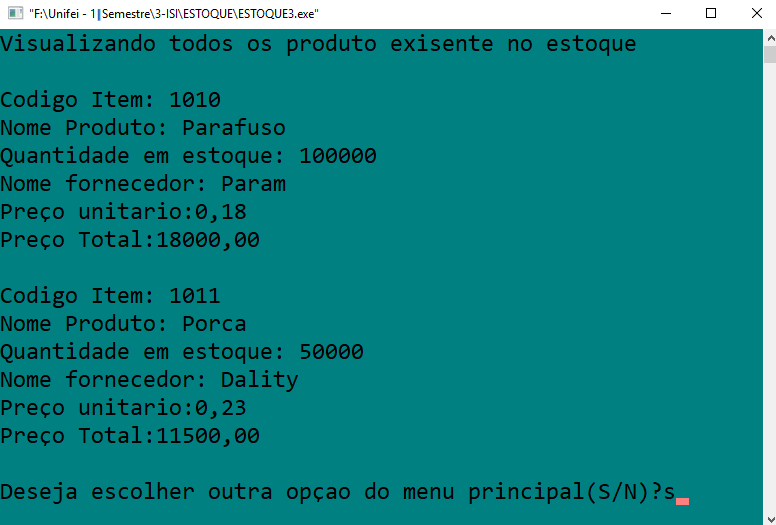 "F:\Unifei - 1║Semestre\3-ISI\ESTOQUE\ESTOQUE3.exe"
Visualizando todos os produto exisente no estoque
Codigo Item: 1010
Nome Produto: Parafuso
Quantidade em estoque: 100000
Nome fornecedor: Param
Preço unitario:0,18
Preço Total:18000,00
Codigo Item: 1011
Nome Produto: Porca
Quantidade em estoque: 50000
Nome fornecedor: Dality
Preço unitario:0,23
Preço Total:11500,00
Deseja escolher outra opçao do menu principal(S/N)?s